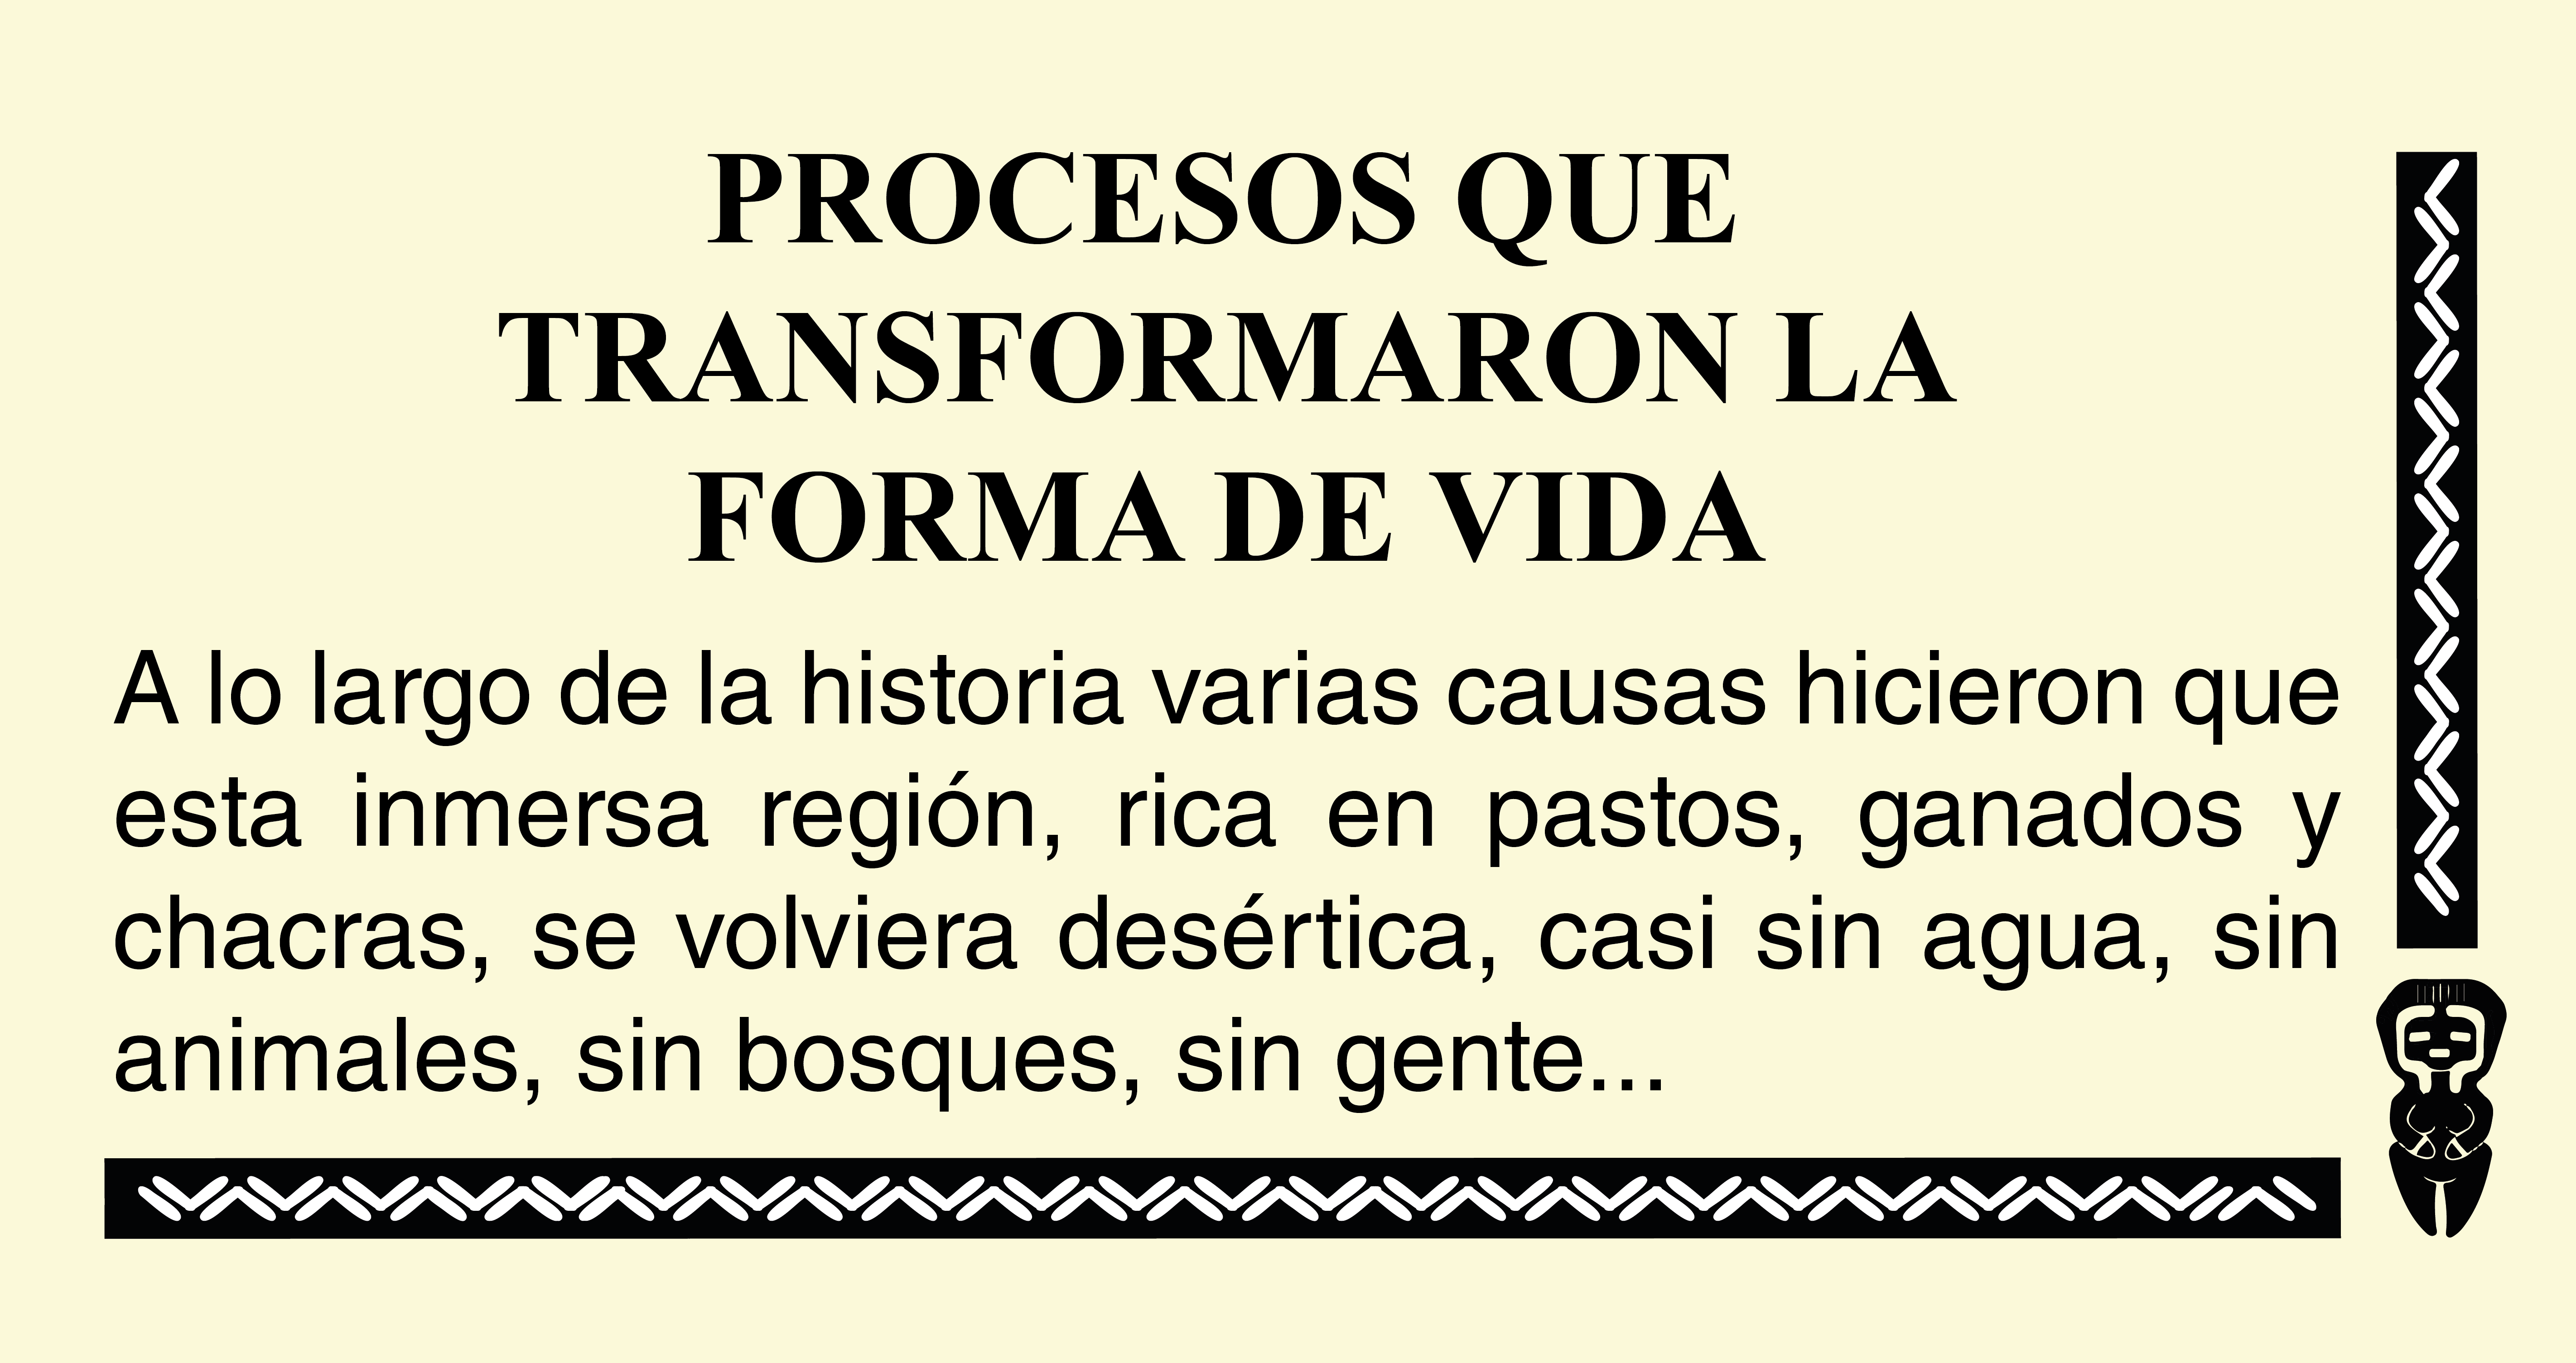 PROCESOS QUE
TRANSFORMARON LA
FORMA DE VIDA
A lo largo de la historia varias causas hicieron que
esta inmersa región, rica en pastos, ganados y
chacras, se volviera desértica, casi sin agua, sin
animales, sin bosques, sin gente...